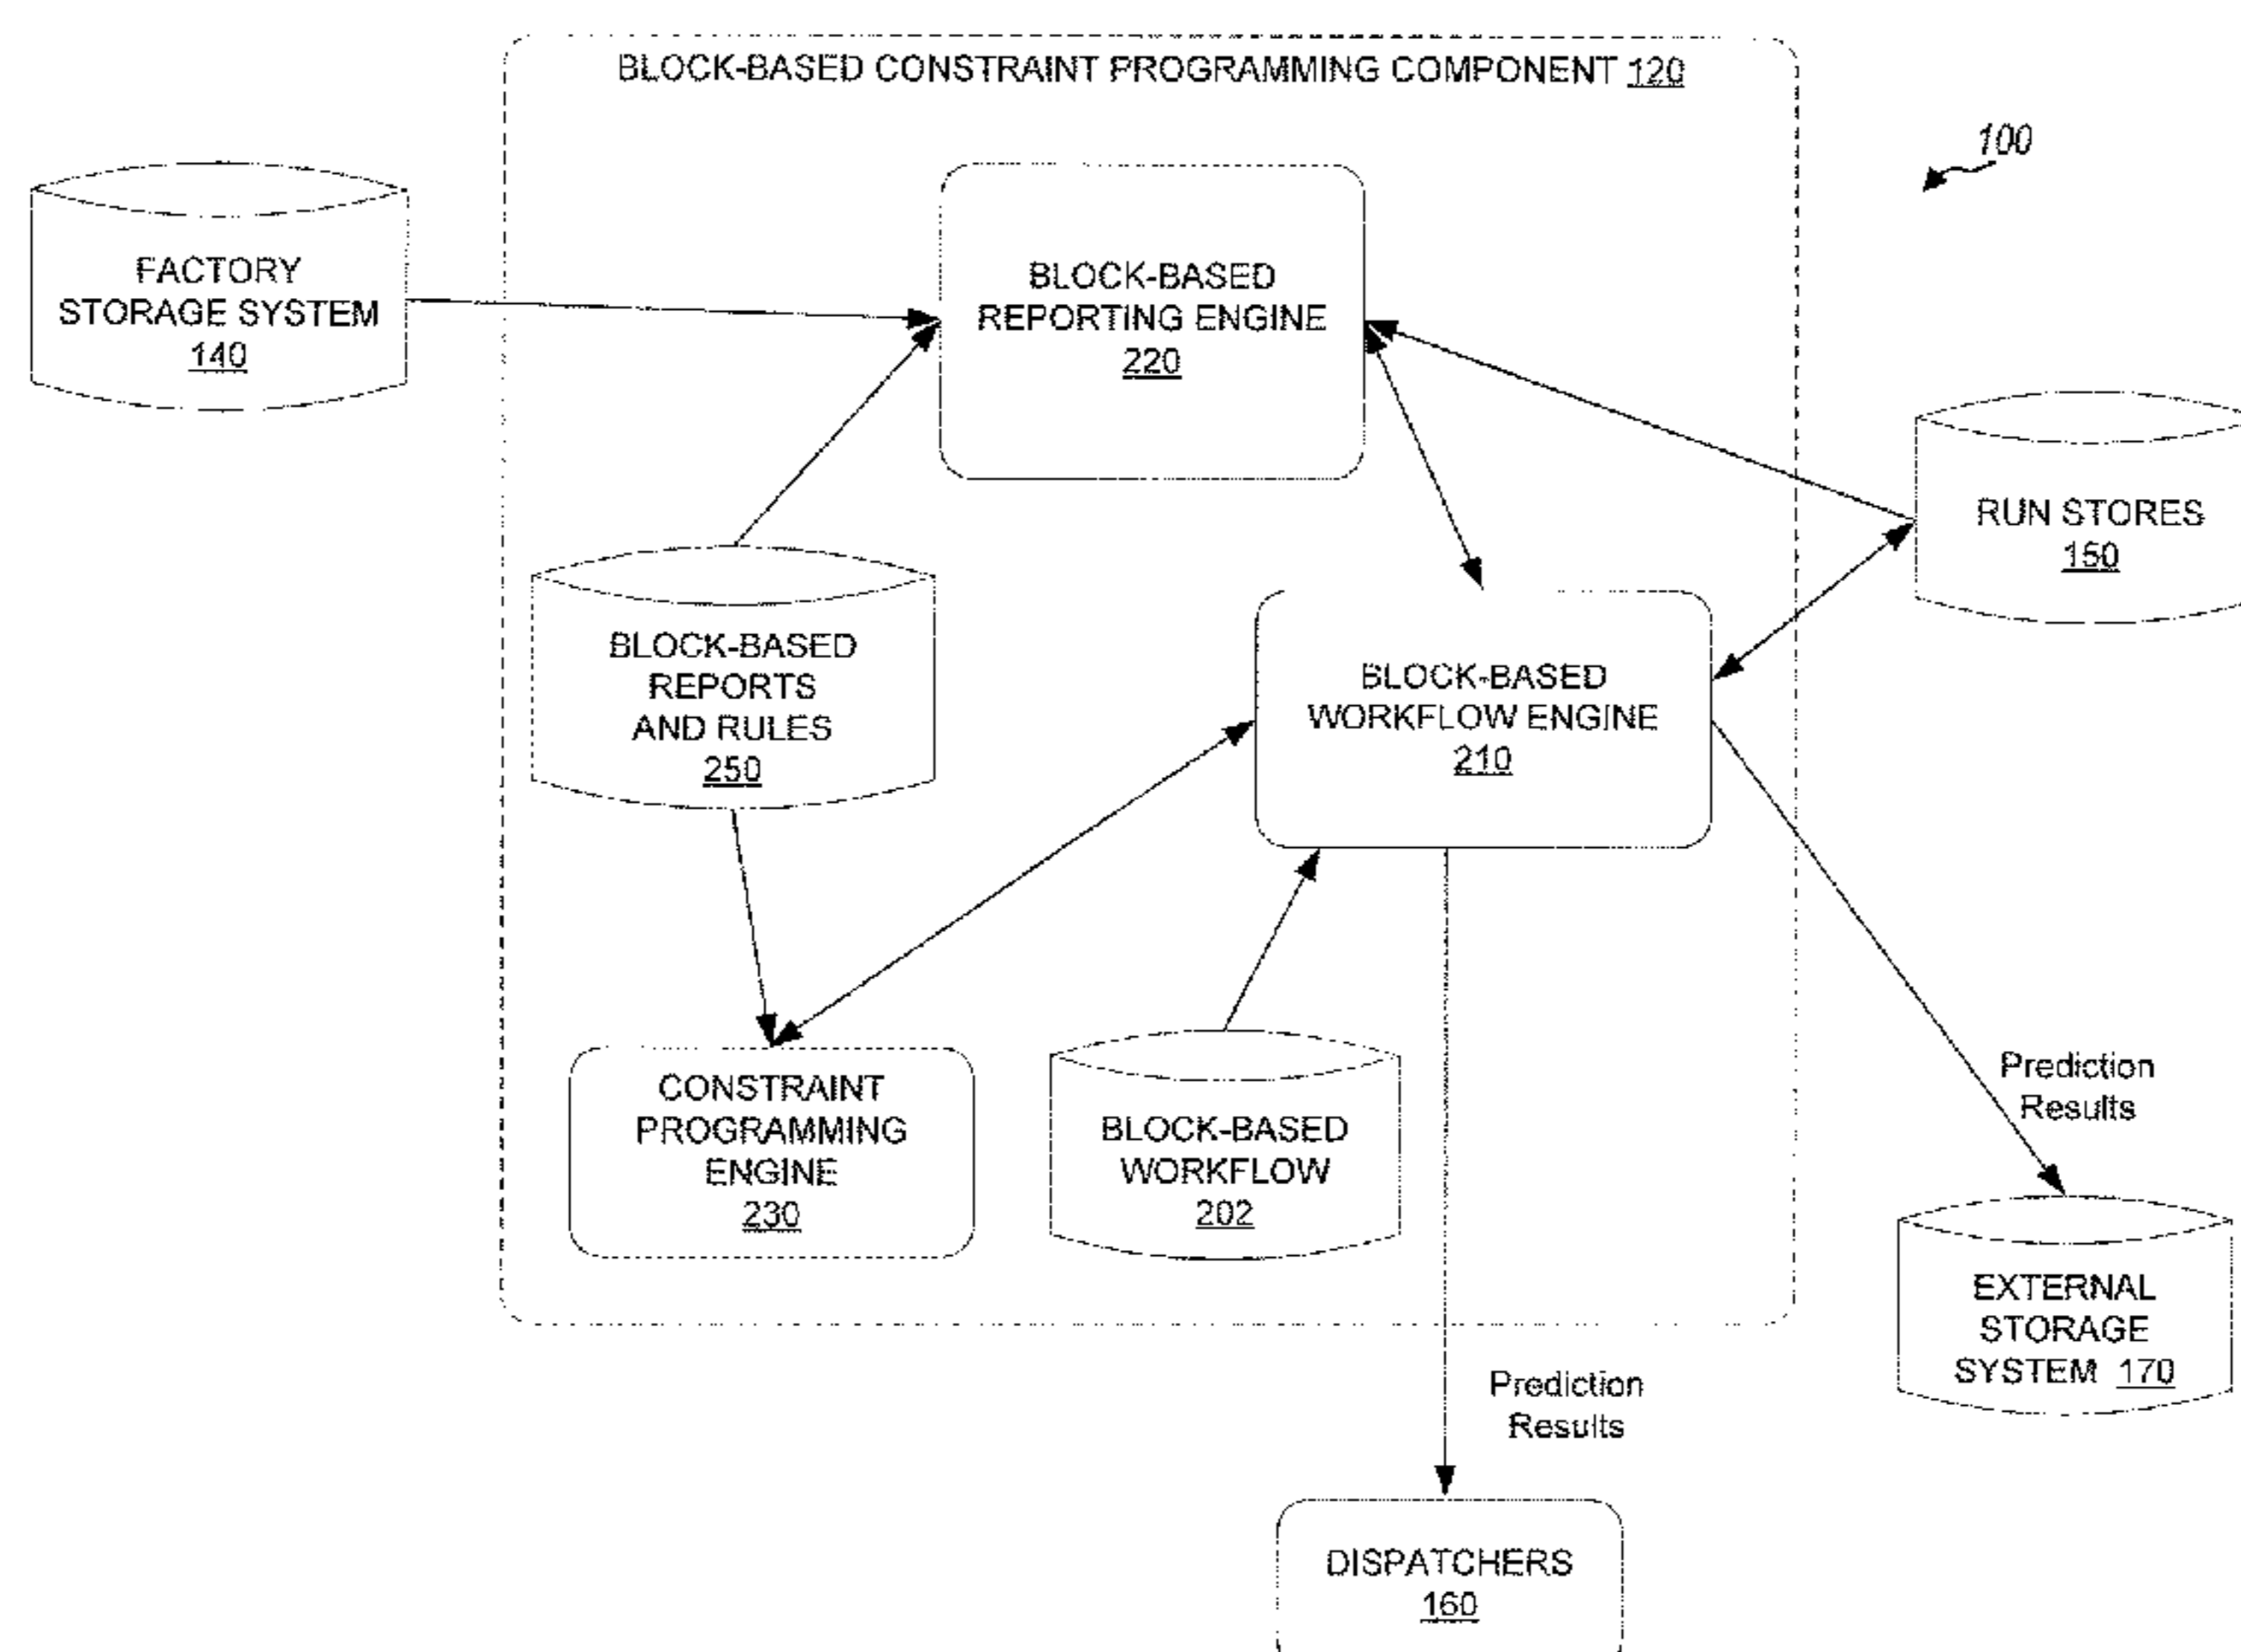 BLOCK-BASED CONSTRAINT PROGRAMMING COMPONENT 120
100
FACTORY
STORAGE SYSTEM
140
BLOCK-BASED
REPORTING ENGINE
220
RUN STORES
150
BLOCK-BASED
REPORTS
AND RULES
250
BLOCK-BASED
WORKFLOW ENGINE
210
CONSTRAINT
PROGRAMMING
ENGINE
230
BLOCK-BASED
WORKFLOW
202
Prediction
Results
EXTERNAL
STORAGE
SYSTEM 170
Prediction
Results
DISPATCHERS
160